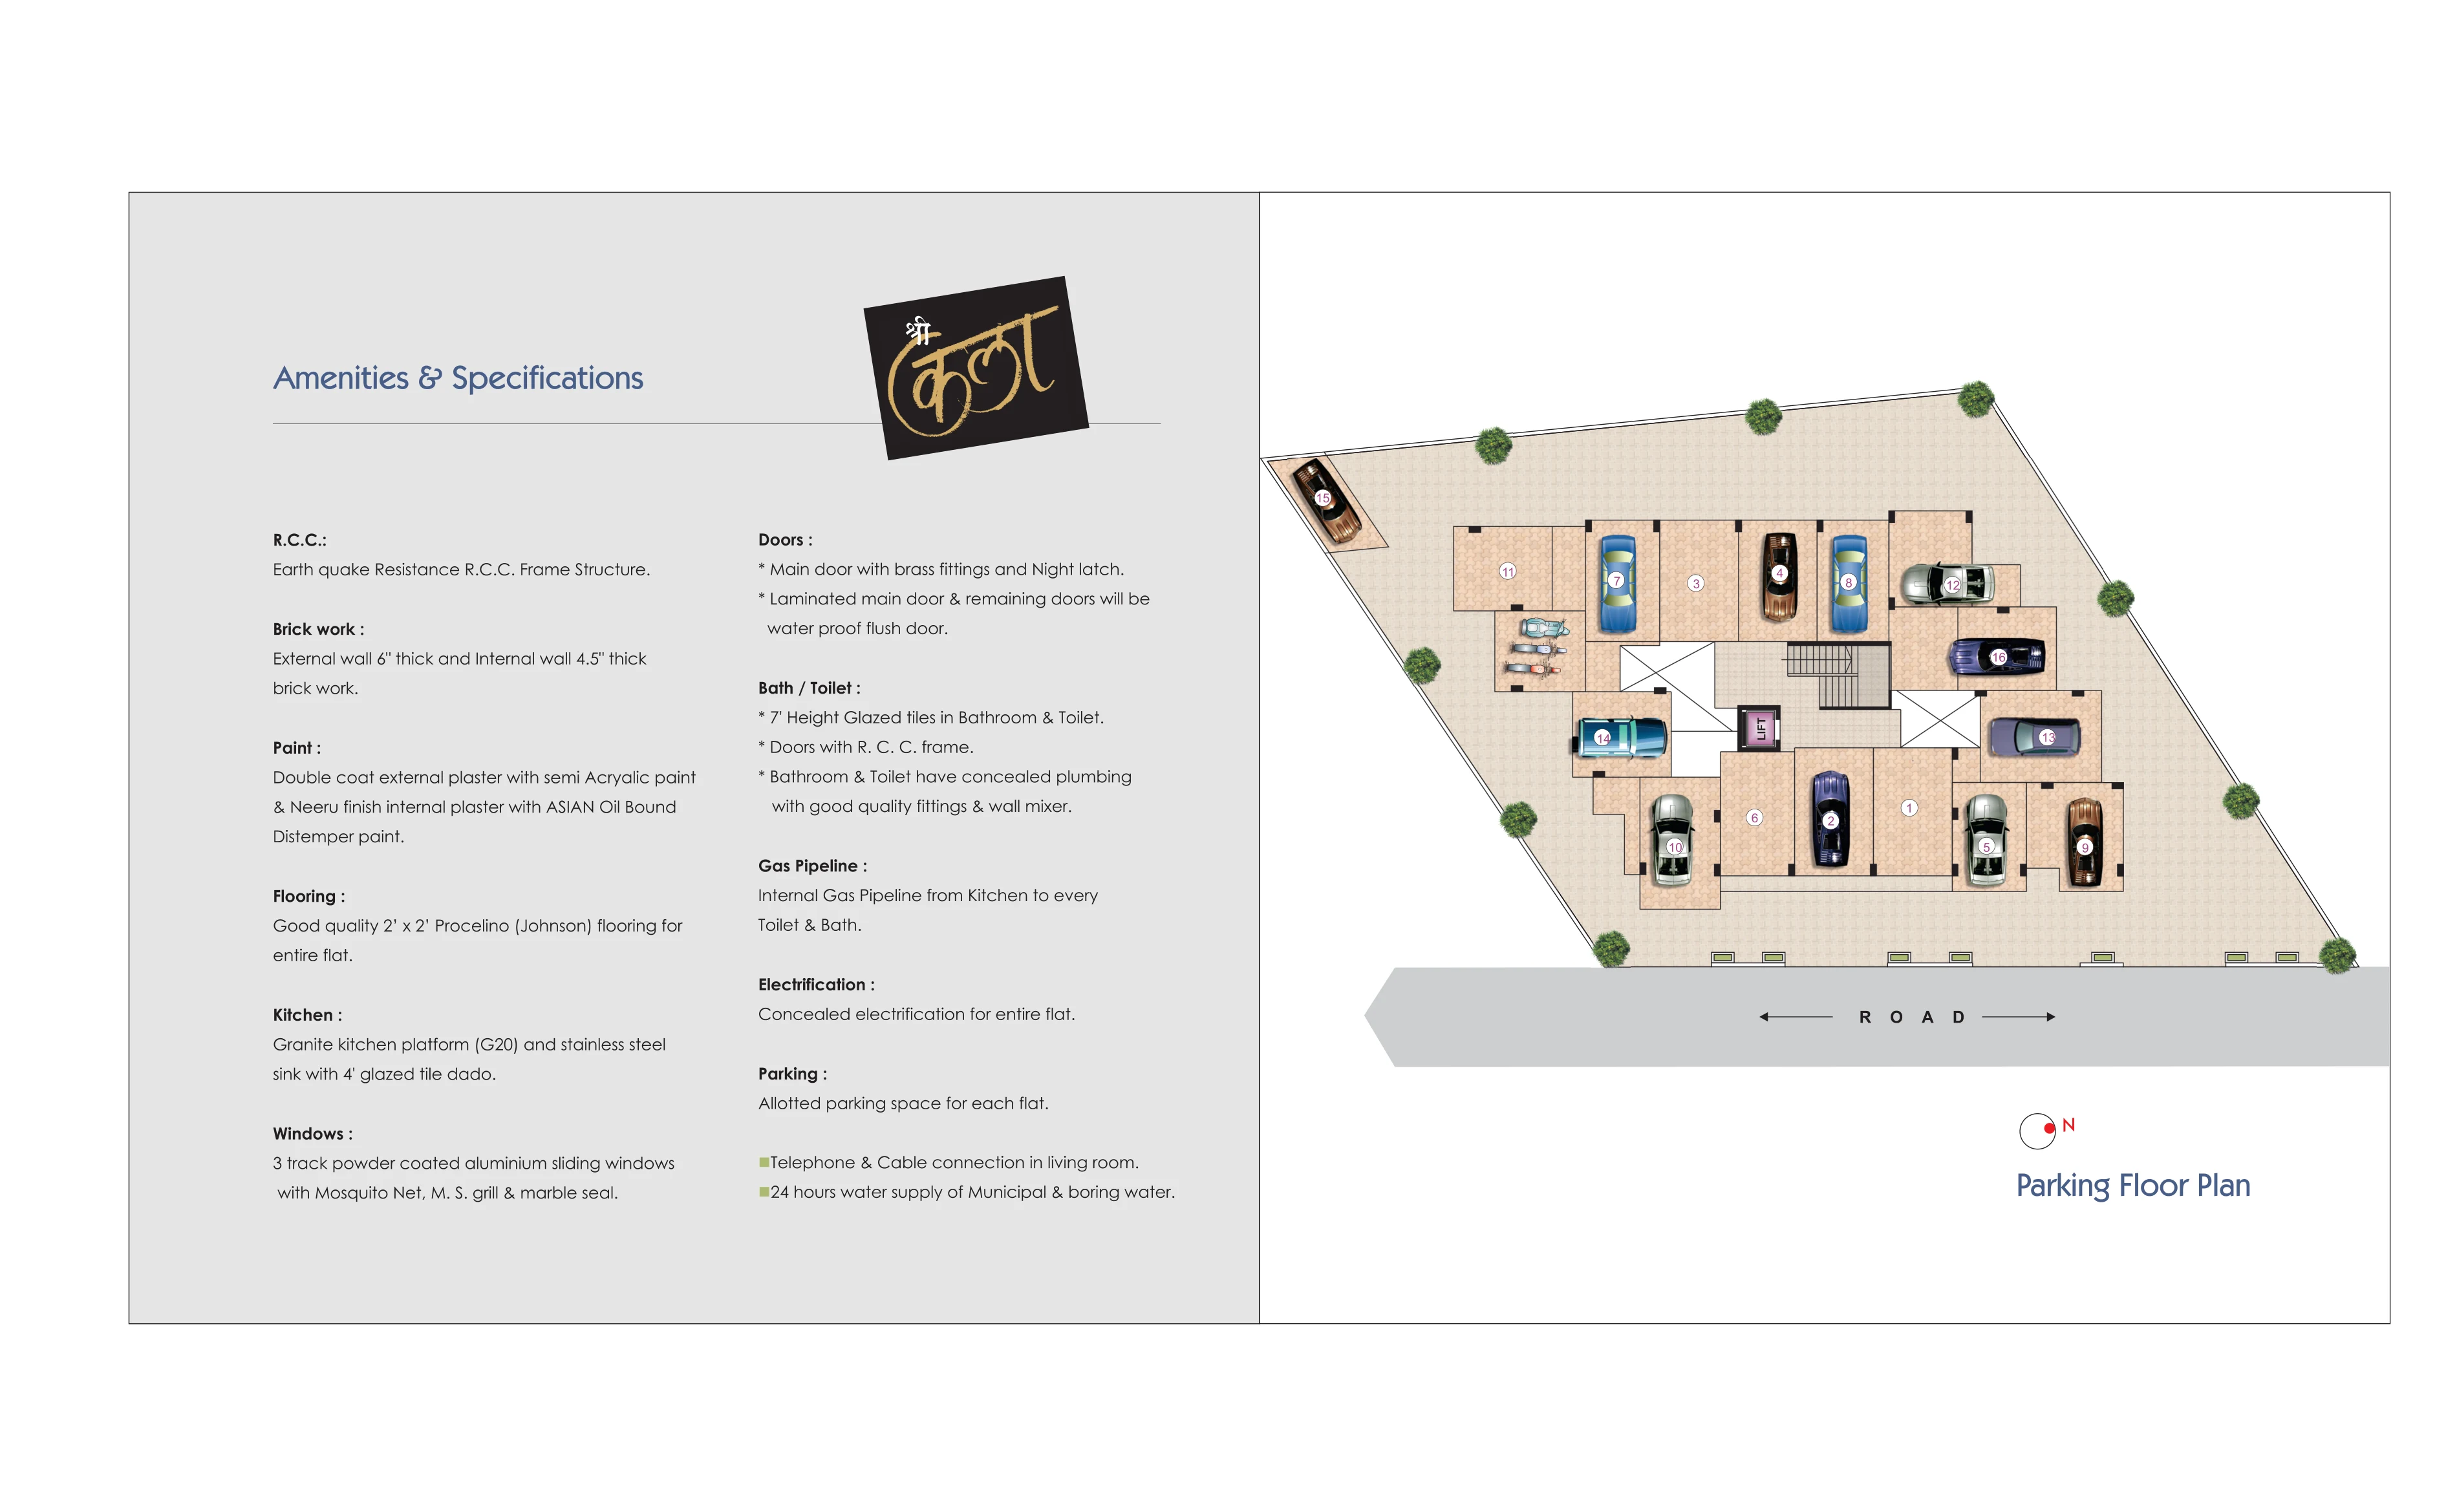 श्री
कला
Amenities & Specifications
R.C.C.:
Earth quake Resistance R.C.C. Frame Structure.
Brick work :
External wall 6" thick and Internal wall 4.5" thick
brick work.
Paint :
Double coat external plaster with semi Acryalic paint
& Neeru finish internal plaster with ASIAN Oil Bound
Distemper paint.
Flooring :
Good quality 2’ x 2’ Procelino (Johnson) flooring for
entire flat.
Kitchen :
Granite kitchen platform (G20) and stainless steel
sink with 4' glazed tile dado.
Windows :
3 track powder coated aluminium sliding windows
with Mosquito Net, M. S. grill & marble seal.
Doors :
* Main door with brass fittings and Night latch.
* Laminated main door & remaining doors will be
water proof flush door.
Bath / Toilet :
* 7' Height Glazed tiles in Bathroom & Toilet.
* Doors with R. C. C. frame.
* Bathroom & Toilet have concealed plumbing
with good quality fittings & wall mixer.
Gas Pipeline :
Internal Gas Pipeline from Kitchen to every
Toilet & Bath.
Electrification :
Concealed electrification for entire flat.
Parking :
Allotted parking space for each flat.
Telephone & Cable connection in living room.
24 hours water supply of Municipal & boring water.
15
11
7
3
4
8
12
16
14
LIFT
13
10
6
2
1
5
9
ROAD
N
Parking Floor Plan